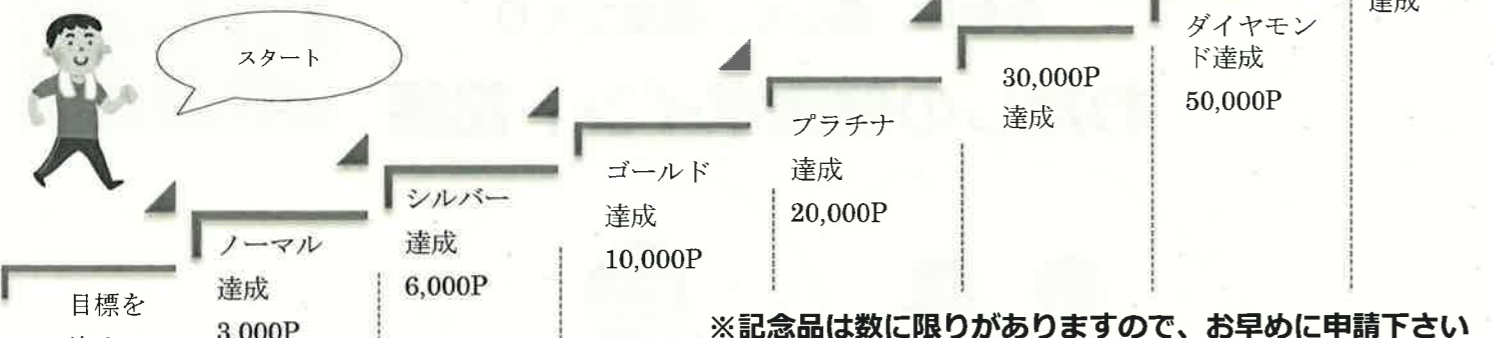 スタート
目標を
ノーマル
達成
3,000P
シルバー
達成
6,000P
ゴールド
達成
10,000P
プラチナ
達成
20,000P
30,000P
達成
ダイヤモン
ド達成
50,000P
達成
※記念品は数に限りがありますので、お早めに申請下さい